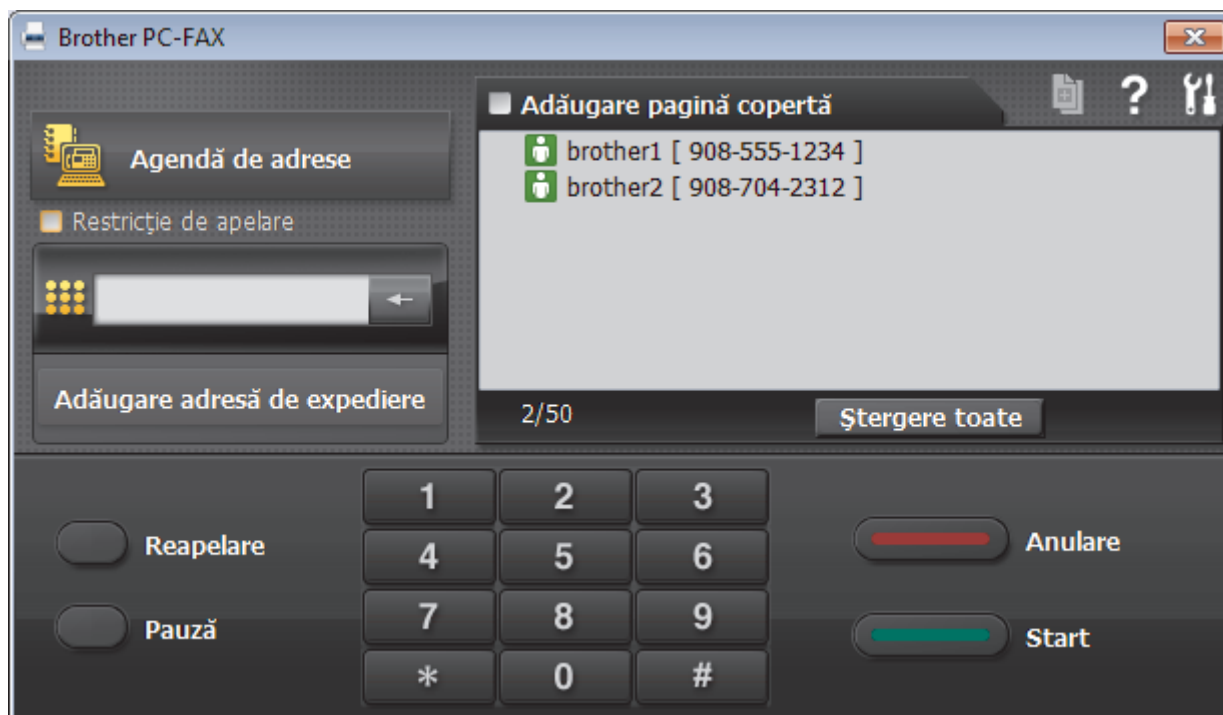 Brother PC-FAX
Agendă de adrese
Restricţie de apelare
Adăugare adresă de expediere
Adăugare pagină copertă
?
brother1 [ 908-555-1234 ]
brother2 [ 908-704-2312 ]
2/50
Ştergere toate
Reapelare
Pauză
1 2 3
4 5 6
7 8 9
* 0 #
Anulare
Start